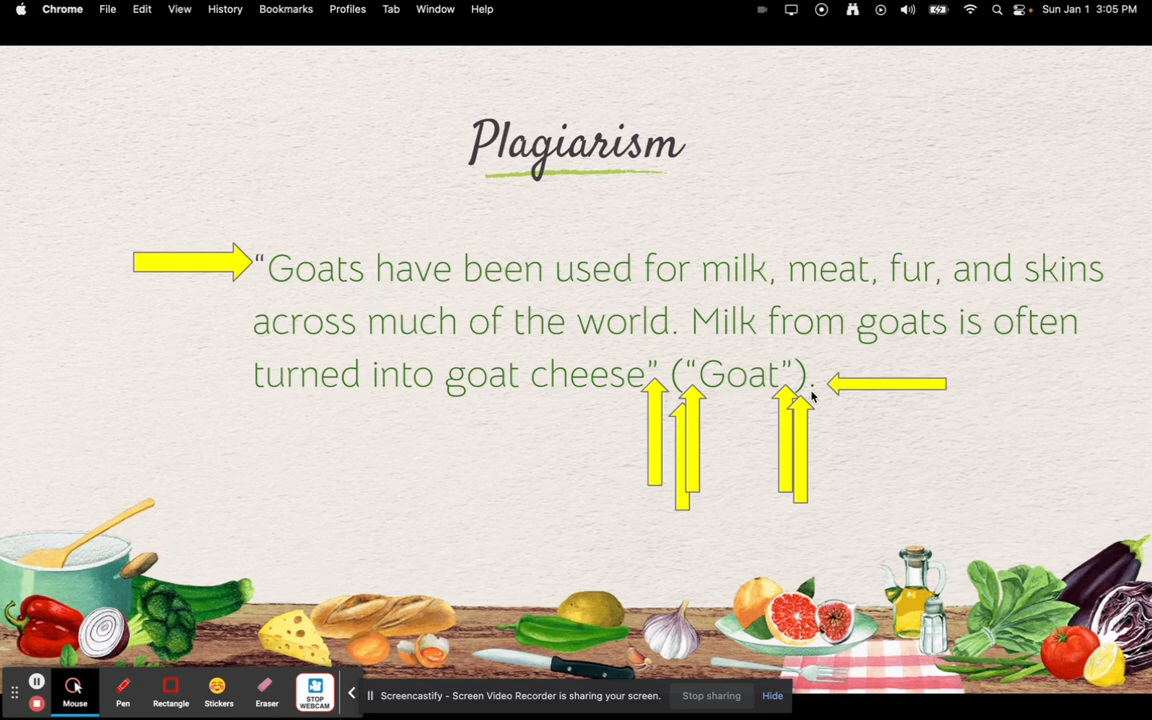 Chrome File Edit View History Bookmarks Profiles Tab Window Help Sun Jan 1 3:05 PM
Plagiarism
“Goats have been used for milk, meat, fur, and skins
across much of the world. Milk from goats is often
turned into goat cheese” (“Goat”).
Mouse Pen Rectangle Stickers Eraser STOP WEBCAM
Screencastify - Screen Video Recorder is sharing your screen. Stop sharing Hide